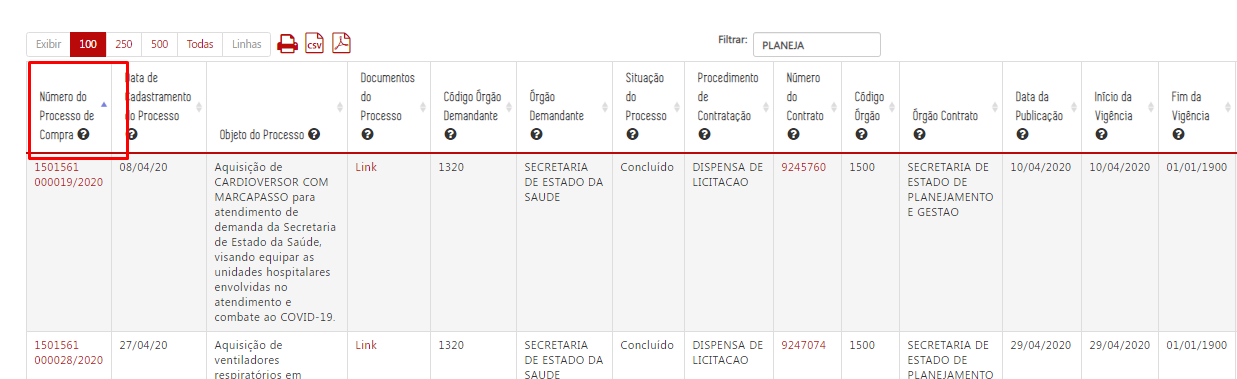 Exibir 100 250 500 Todas Linhas CSV Filtrar: PLANEJA
Número do
Processo de
Compra ?
Data de
Cadastramento
do Processo
?
Objeto do Processo ?
Documentos
do
Processo
?
Código Órgão
Demandante
?
Órgão
Demandante
?
Situação
do
Processo
?
Procedimento
de
Contratação
?
Número
do
Contrato
?
Código
Órgão
?
Órgão Contrato
?
Data da
Publicação
?
Início da
Vigência
?
Fim da
Vigência
?
1501561
000019/2020
08/04/20
Aquisição de
CARDIOVERSOR COM
MARCAPASSO para
atendimento de
demanda da Secretaria
de Estado da Saúde,
visando equipar as
unidades hospitalares
envolvidas no
atendimento e
combate ao COVID-19.
Link
1320
SECRETARIA
DE ESTADO DA
SAUDE
Concluído
DISPENSA DE
LICITACAO
9245760
1500
SECRETARIA DE
ESTADO DE
PLANEJAMENTO
E GESTAO
10/04/2020
10/04/2020
01/01/1900
1501561
000028/2020
27/04/20
Aquisição de
ventiladores
respiratórios em
Link
1320
SECRETARIA
DE ESTADO DA
SAUDE
Concluído
DISPENSA DE
LICITACAO
9247074
1500
SECRETARIA DE
ESTADO DE
PLANEJAMENTO
29/04/2020
29/04/2020
01/01/1900